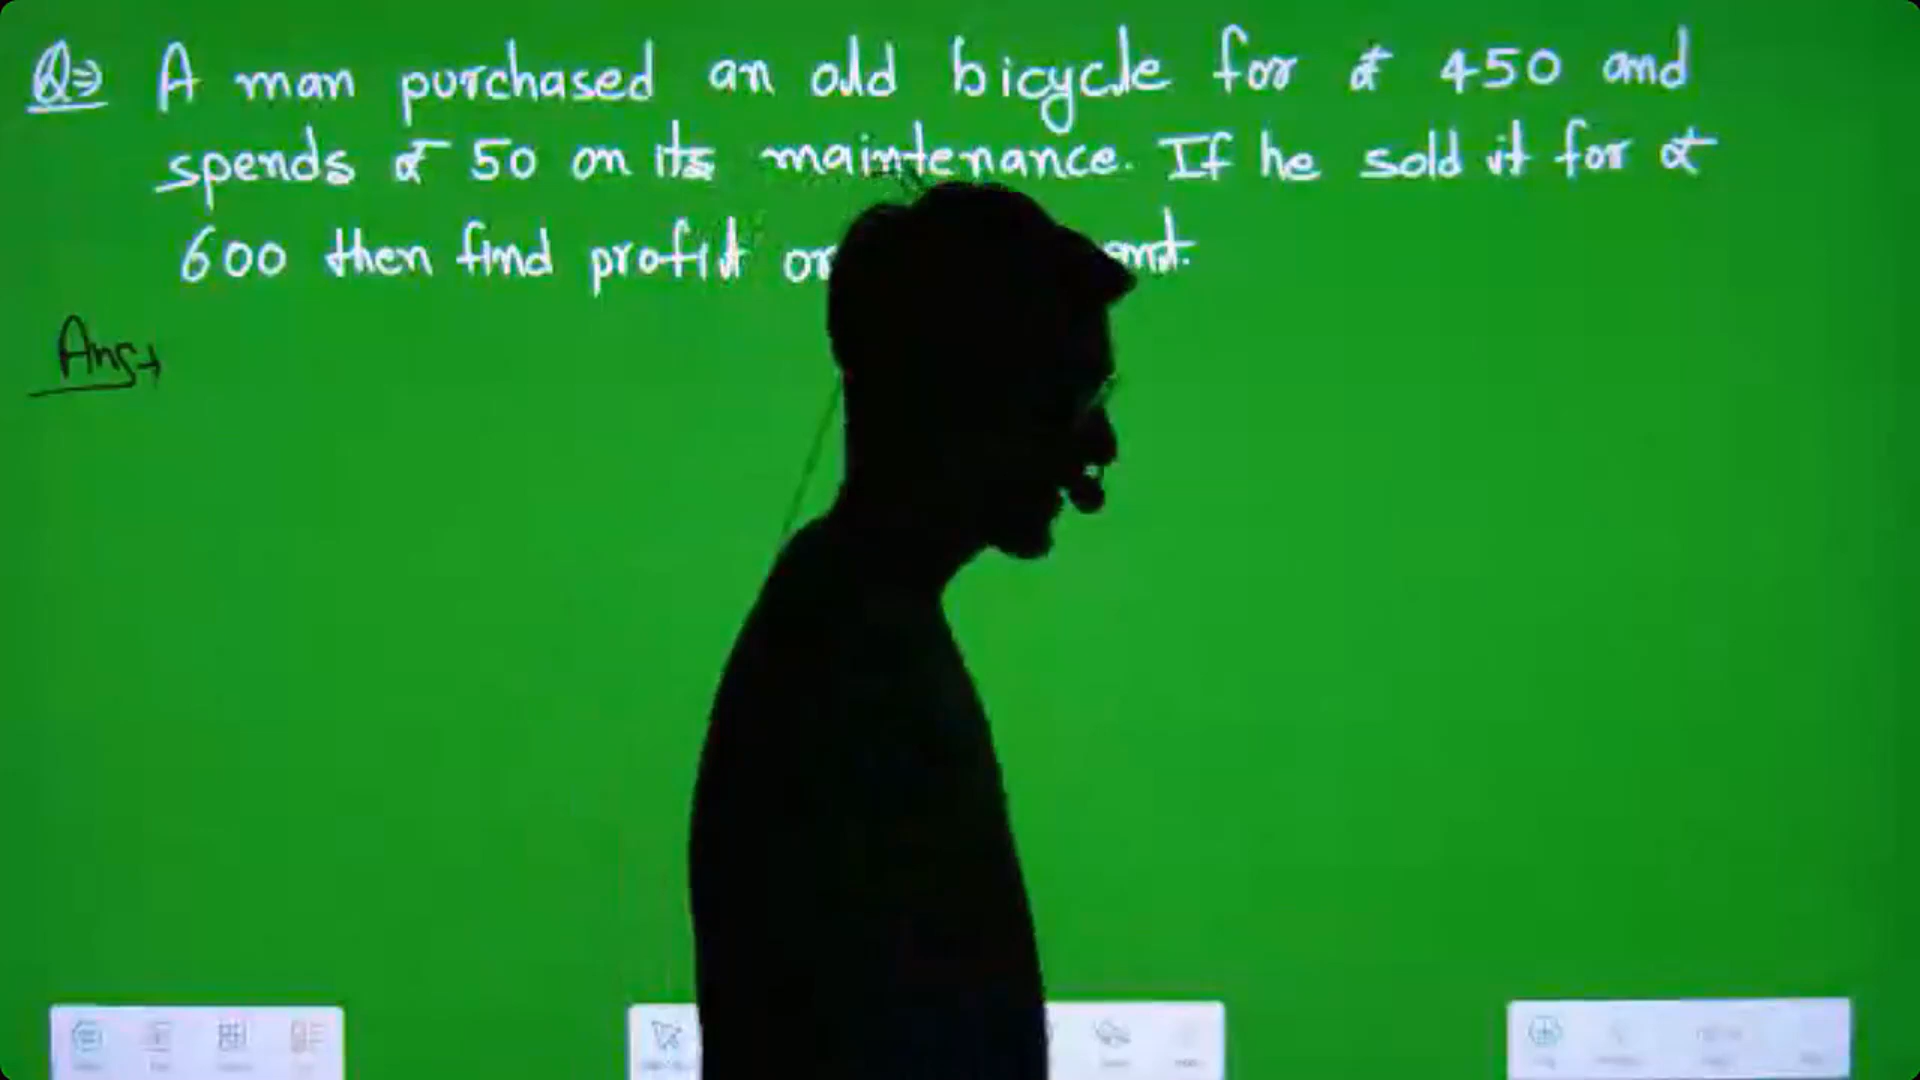 Q⇒ A man purchased an old bicycle for ₹ 450 and
spends ₹ 50 on its maintenance. If he sold it for ₹
600 then find profit or
Ans→